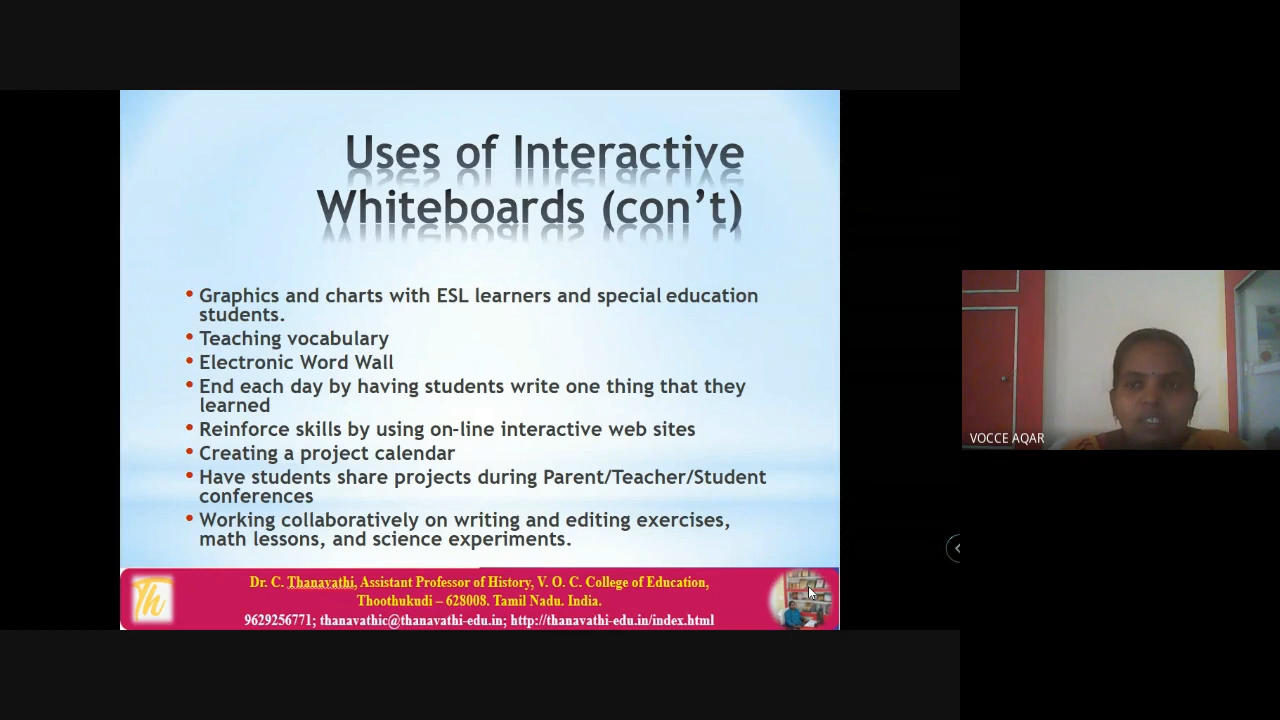 Uses of Interactive
Whiteboards (con’t)
• Graphics and charts with ESL learners and special education
students.
• Teaching vocabulary
• Electronic Word Wall
• End each day by having students write one thing that they
learned
• Reinforce skills by using on-line interactive web sites
• Creating a project calendar
• Have students share projects during Parent/Teacher/Student
conferences
• Working collaboratively on writing and editing exercises,
math lessons, and science experiments.
Th
Dr. C. Thanavathi, Assistant Professor of History, V. O. C. College of Education,
Thoothukudi – 628008. Tamil Nadu. India.
9629256771; thanavathic@thanavathi-edu.in; http://thanavathi-edu.in/index.html
VOCCE AQAR